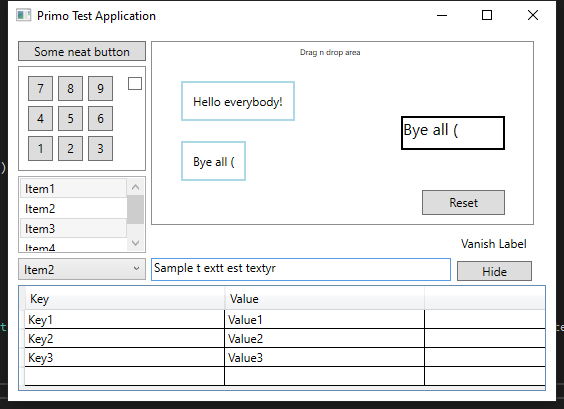 Primo Test Application
Some neat button
7 8 9
4 5 6
1 2 3
Drag n drop area
Hello everybody!
Bye all (
Bye all (
Reset
Item1
Item2
Item3
Item4
Vanish Label
Item2
Sample t extt est textyr
Hide
Key Value
Key1 Value1
Key2 Value2
Key3 Value3